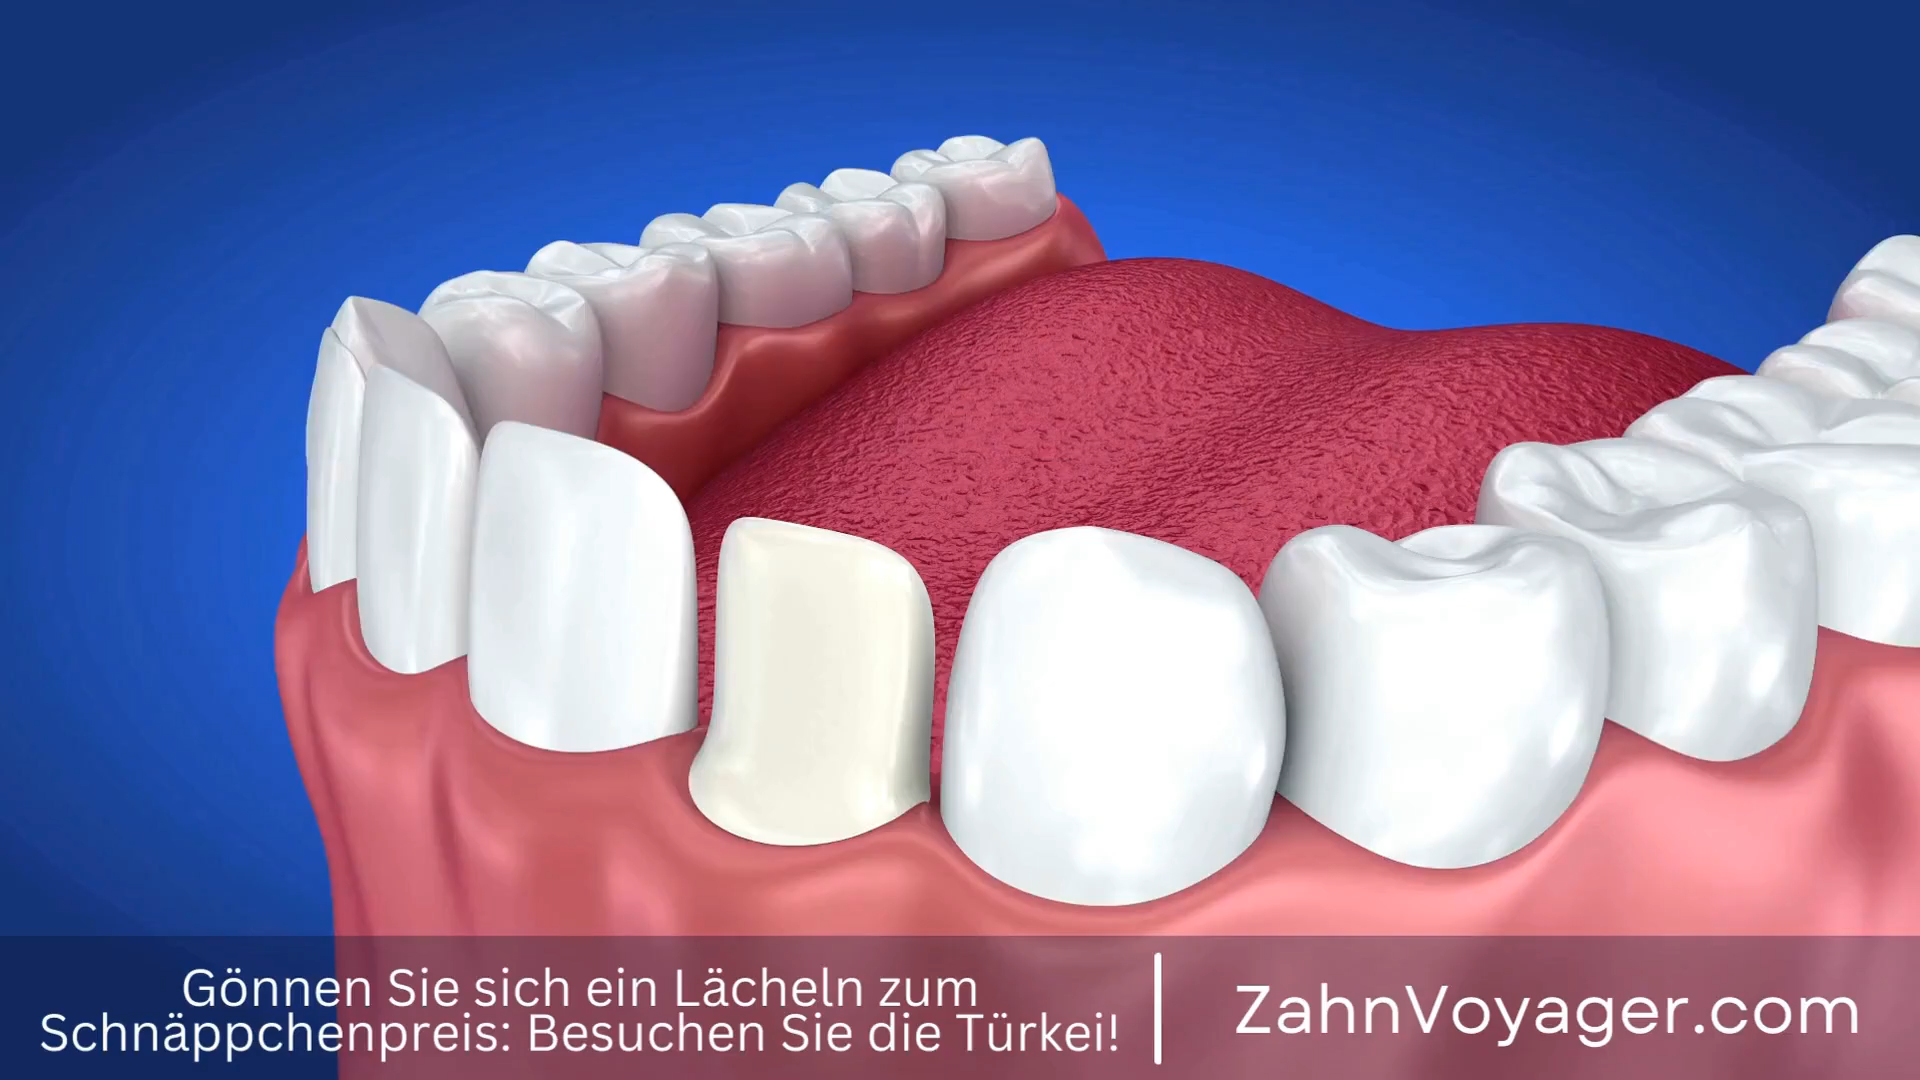 Gönnen Sie sich ein Lächeln zum
Schnäppchenpreis: Besuchen Sie die Türkei!
ZahnVoyager.com